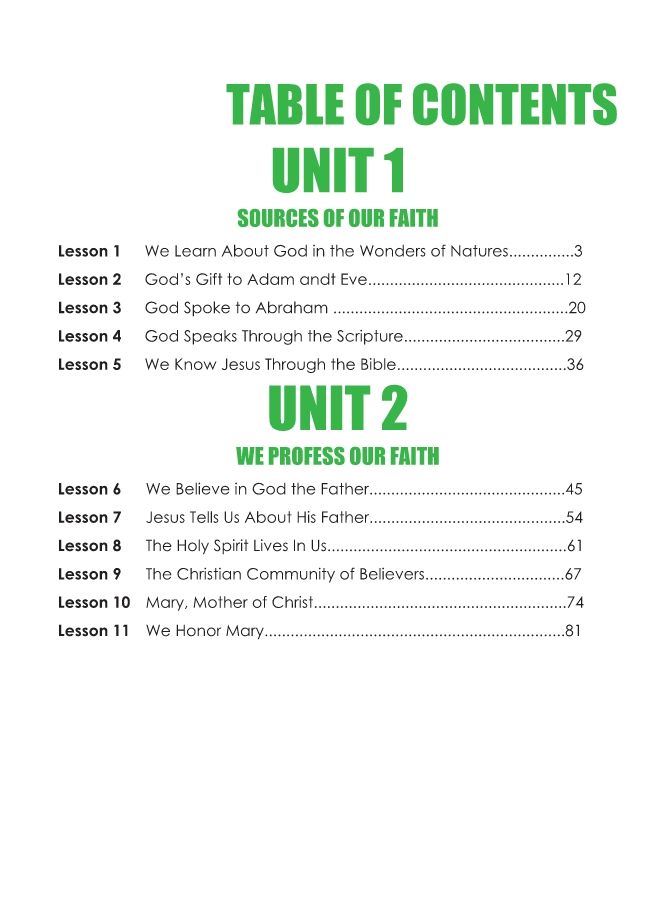 TABLE OF CONTENTS
UNIT 1
SOURCES OF OUR FAITH
Lesson 1 We Learn About God in the Wonders of Natures...............3
Lesson 2 God's Gift to Adam andt Eve.............................................12
Lesson 3 God Spoke to Abraham ......................................................20
Lesson 4 God Speaks Through the Scripture.....................................29
Lesson 5 We Know Jesus Through the Bible.......................................36
UNIT 2
WE PROFESS OUR FAITH
Lesson 6 We Believe in God the Father.............................................45
Lesson 7 Jesus Tells Us About His Father.............................................54
Lesson 8 The Holy Spirit Lives In Us.......................................................61
Lesson 9 The Christian Community of Believers................................67
Lesson 10 Mary, Mother of Christ..........................................................74
Lesson 11 We Honor Mary.....................................................................81